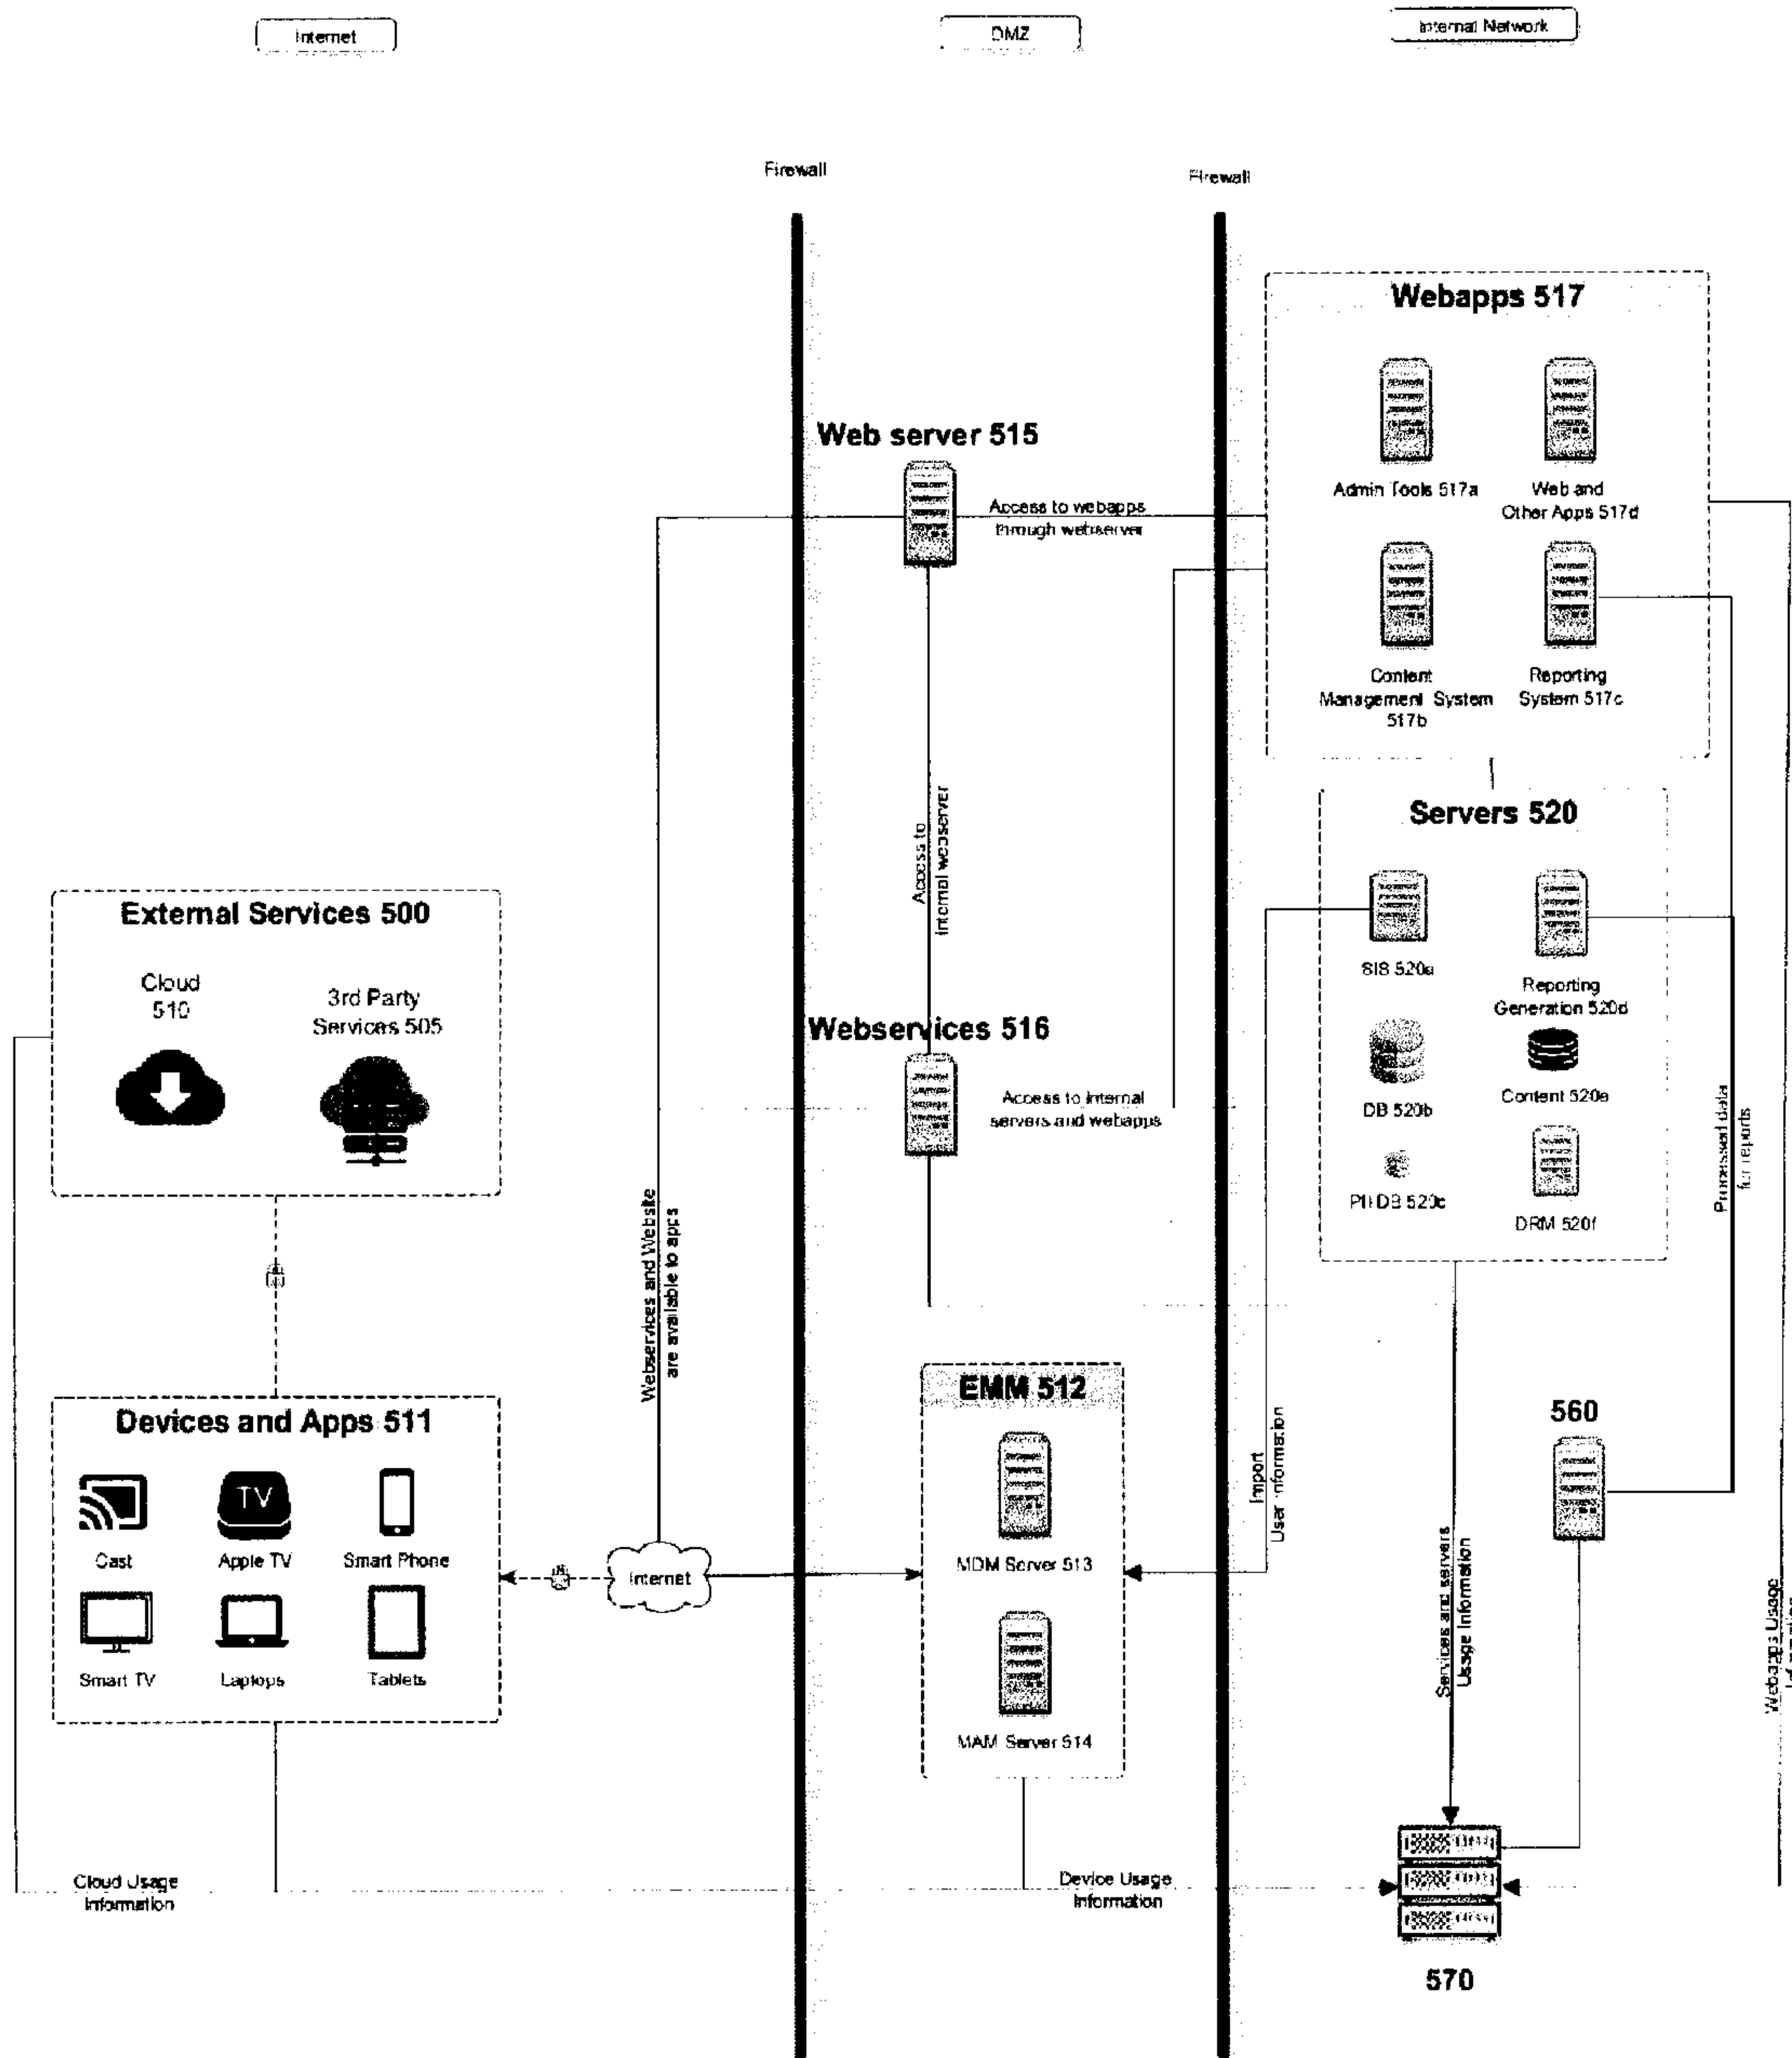 Internet
DMZ
Internal Network
Firewall
Firewall
Webapps 517
Admin Tools 517a
Web and
Other Apps 517d
Content
Management System
517b
Reporting
System 517c
Web server 515
Access to webapps
through webserver
Access to
Internal webserver
Servers 520
SIS 520a
Reporting
Generation 520d
DB 520b
Content 520e
PII DB 520c
DRM 520f
Processed data
for reports
External Services 500
Cloud
510
3rd Party
Services 505
Webservices 516
Access to internal
servers and webapps
Webservices and Website
are available to apps
Devices and Apps 511
Cast
TV
Apple TV
Smart Phone
Smart TV
Laptops
Tablets
Internet
EMM 512
MDM Server 513
MAM Server 514
Import
User Information
Services and servers
Usage Information
560
Webapps Usage
Cloud Usage
Information
Device Usage
Information
570